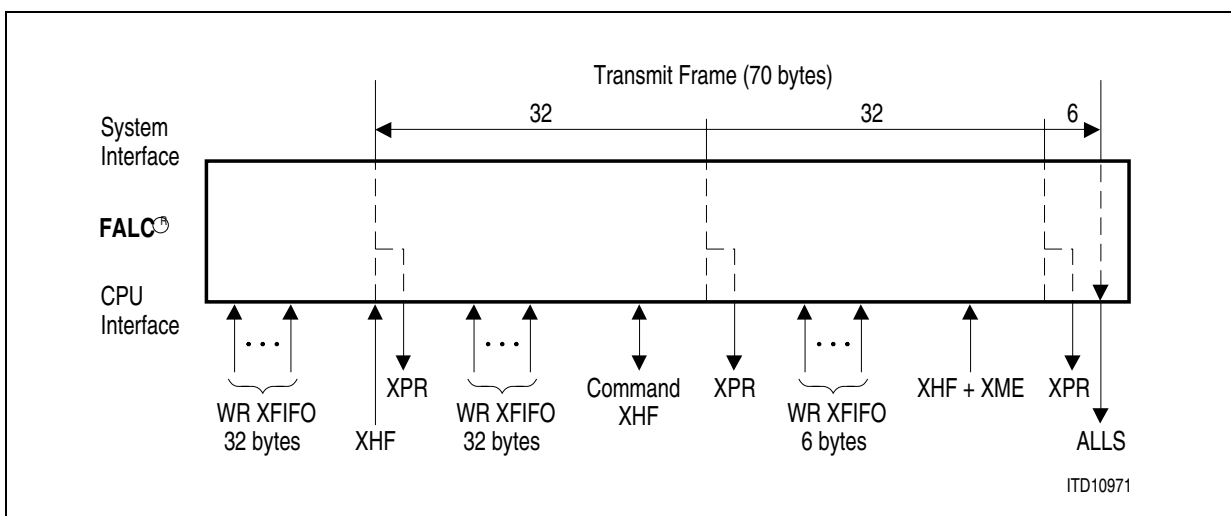 Transmit Frame (70 bytes)
32 32 6
System
Interface
FALC®
CPU
Interface
• • • • • • • • •
XPR Command XHF XPR XHF + XME XPR
WR XFIFO
32 bytes
XHF
WR XFIFO
32 bytes
WR XFIFO
6 bytes
ALLS
ITD10971